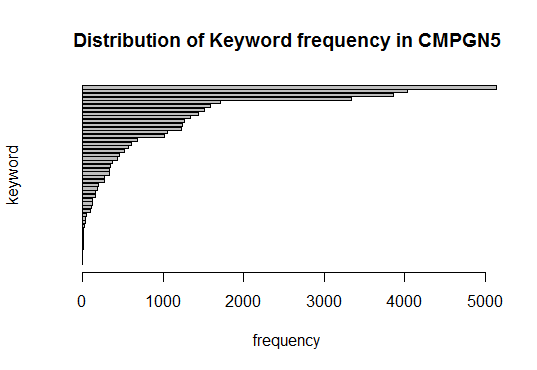 Distribution of Keyword frequency in CMPGN5
keyword
0 1000 2000 3000 4000 5000
frequency